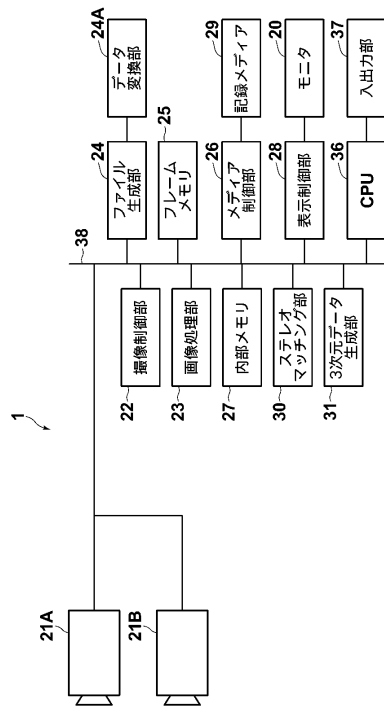 1
21A
21B
38
22
撮像制御部
23
画像処理部
27
内部メモリ
30
ステレオ
マッチング部
31
3次元データ
生成部
24
ファイル
生成部
24A
データ
変換部
25
フレーム
メモリ
26
メディア
制御部
29
記録メディア
28
表示制御部
20
モニタ
36
CPU
37
入出力部